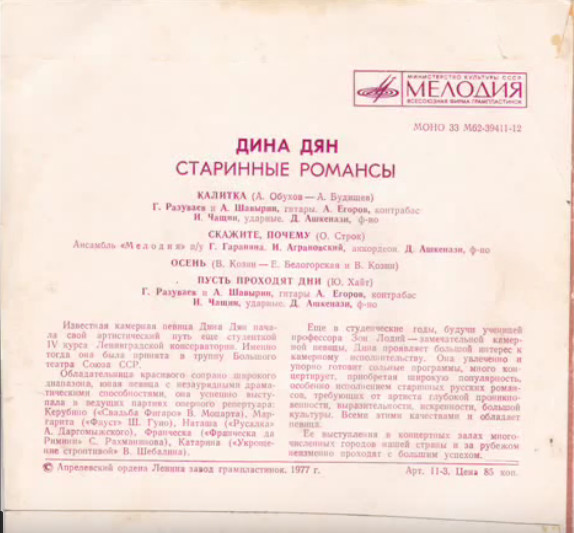 МИНИСТЕРСТВО КУЛЬТУРЫ СССР
МЕЛОДИЯ
ВСЕСОЮЗНАЯ ФИРМА ГРАМПЛАСТИНОК
МОНО 33 М62-39411-12
ДИНА ДЯН
СТАРИННЫЕ РОМАНСЫ
КАЛИТКА (А. Обухов — А. Будищев)
Г. Разуваев и А. Шавырин, гитары. А. Егоров, контрабас
И. Чащин, ударные. Д. Ашкенази, ф-но
СКАЖИТЕ, ПОЧЕМУ (О. Строк)
Ансамбль «Мелодия» п/у Г. Гараняна. И. Аграновский, аккордеон. Д. Ашкенази, ф-но
ОСЕНЬ (В. Козин — Е. Белогорская и В. Козин)
ПУСТЬ ПРОХОДЯТ ДНИ (Ю. Хайт)
Г. Разуваев и А. Шавырин, гитары А. Егоров, контрабас
И. Чащин, ударные. Д. Ашкенази, ф-но
Известная камерная певица Дина Дян нача-
ла свой артистический путь еще студенткой
IV курса Ленинградской консерватории. Именно
тогда она была принята в группу Большого
театра Союза ССР.
Обладательница красивого сопрано широкого
диапазона, юная певица с незаурядными драма-
тическими способностями, она успешно высту-
пала в ведущих партиях оперного репертуара:
Керубино («Свадьба Фигаро» В. Моцарта), Мар-
гарита («Фауст» Ш. Гуно), Наташа («Русалка»
А. Даргомыжского), Франческа («Франческа да
Римини» С. Рахманинова), Катарина («Укроще-
ние строптивой» В. Шебалина).
Еще в студенческие годы, будучи ученицей
профессора Зои Лодий — замечательной камер-
ной певицы, Дина проявляет большой интерес к
камерному исполнительству. Она увлеченно и
упорно готовит сольные программы, много кон-
цертирует, приобретая широкую популярность,
особенно исполнением старинных русских роман-
сов, требующих от артиста глубокой проникно-
венности, выразительности, искренности, большой
культуры. Всеми этими качествами и обладает
певица.
Ее выступления в концертных залах много-
численных городов нашей страны и за рубежом
неизменно проходят с большим успехом.
© Апрелевский ордена Ленина завод грампластинок. 1977 г.
Арт. 11-3. Цена 85 коп.